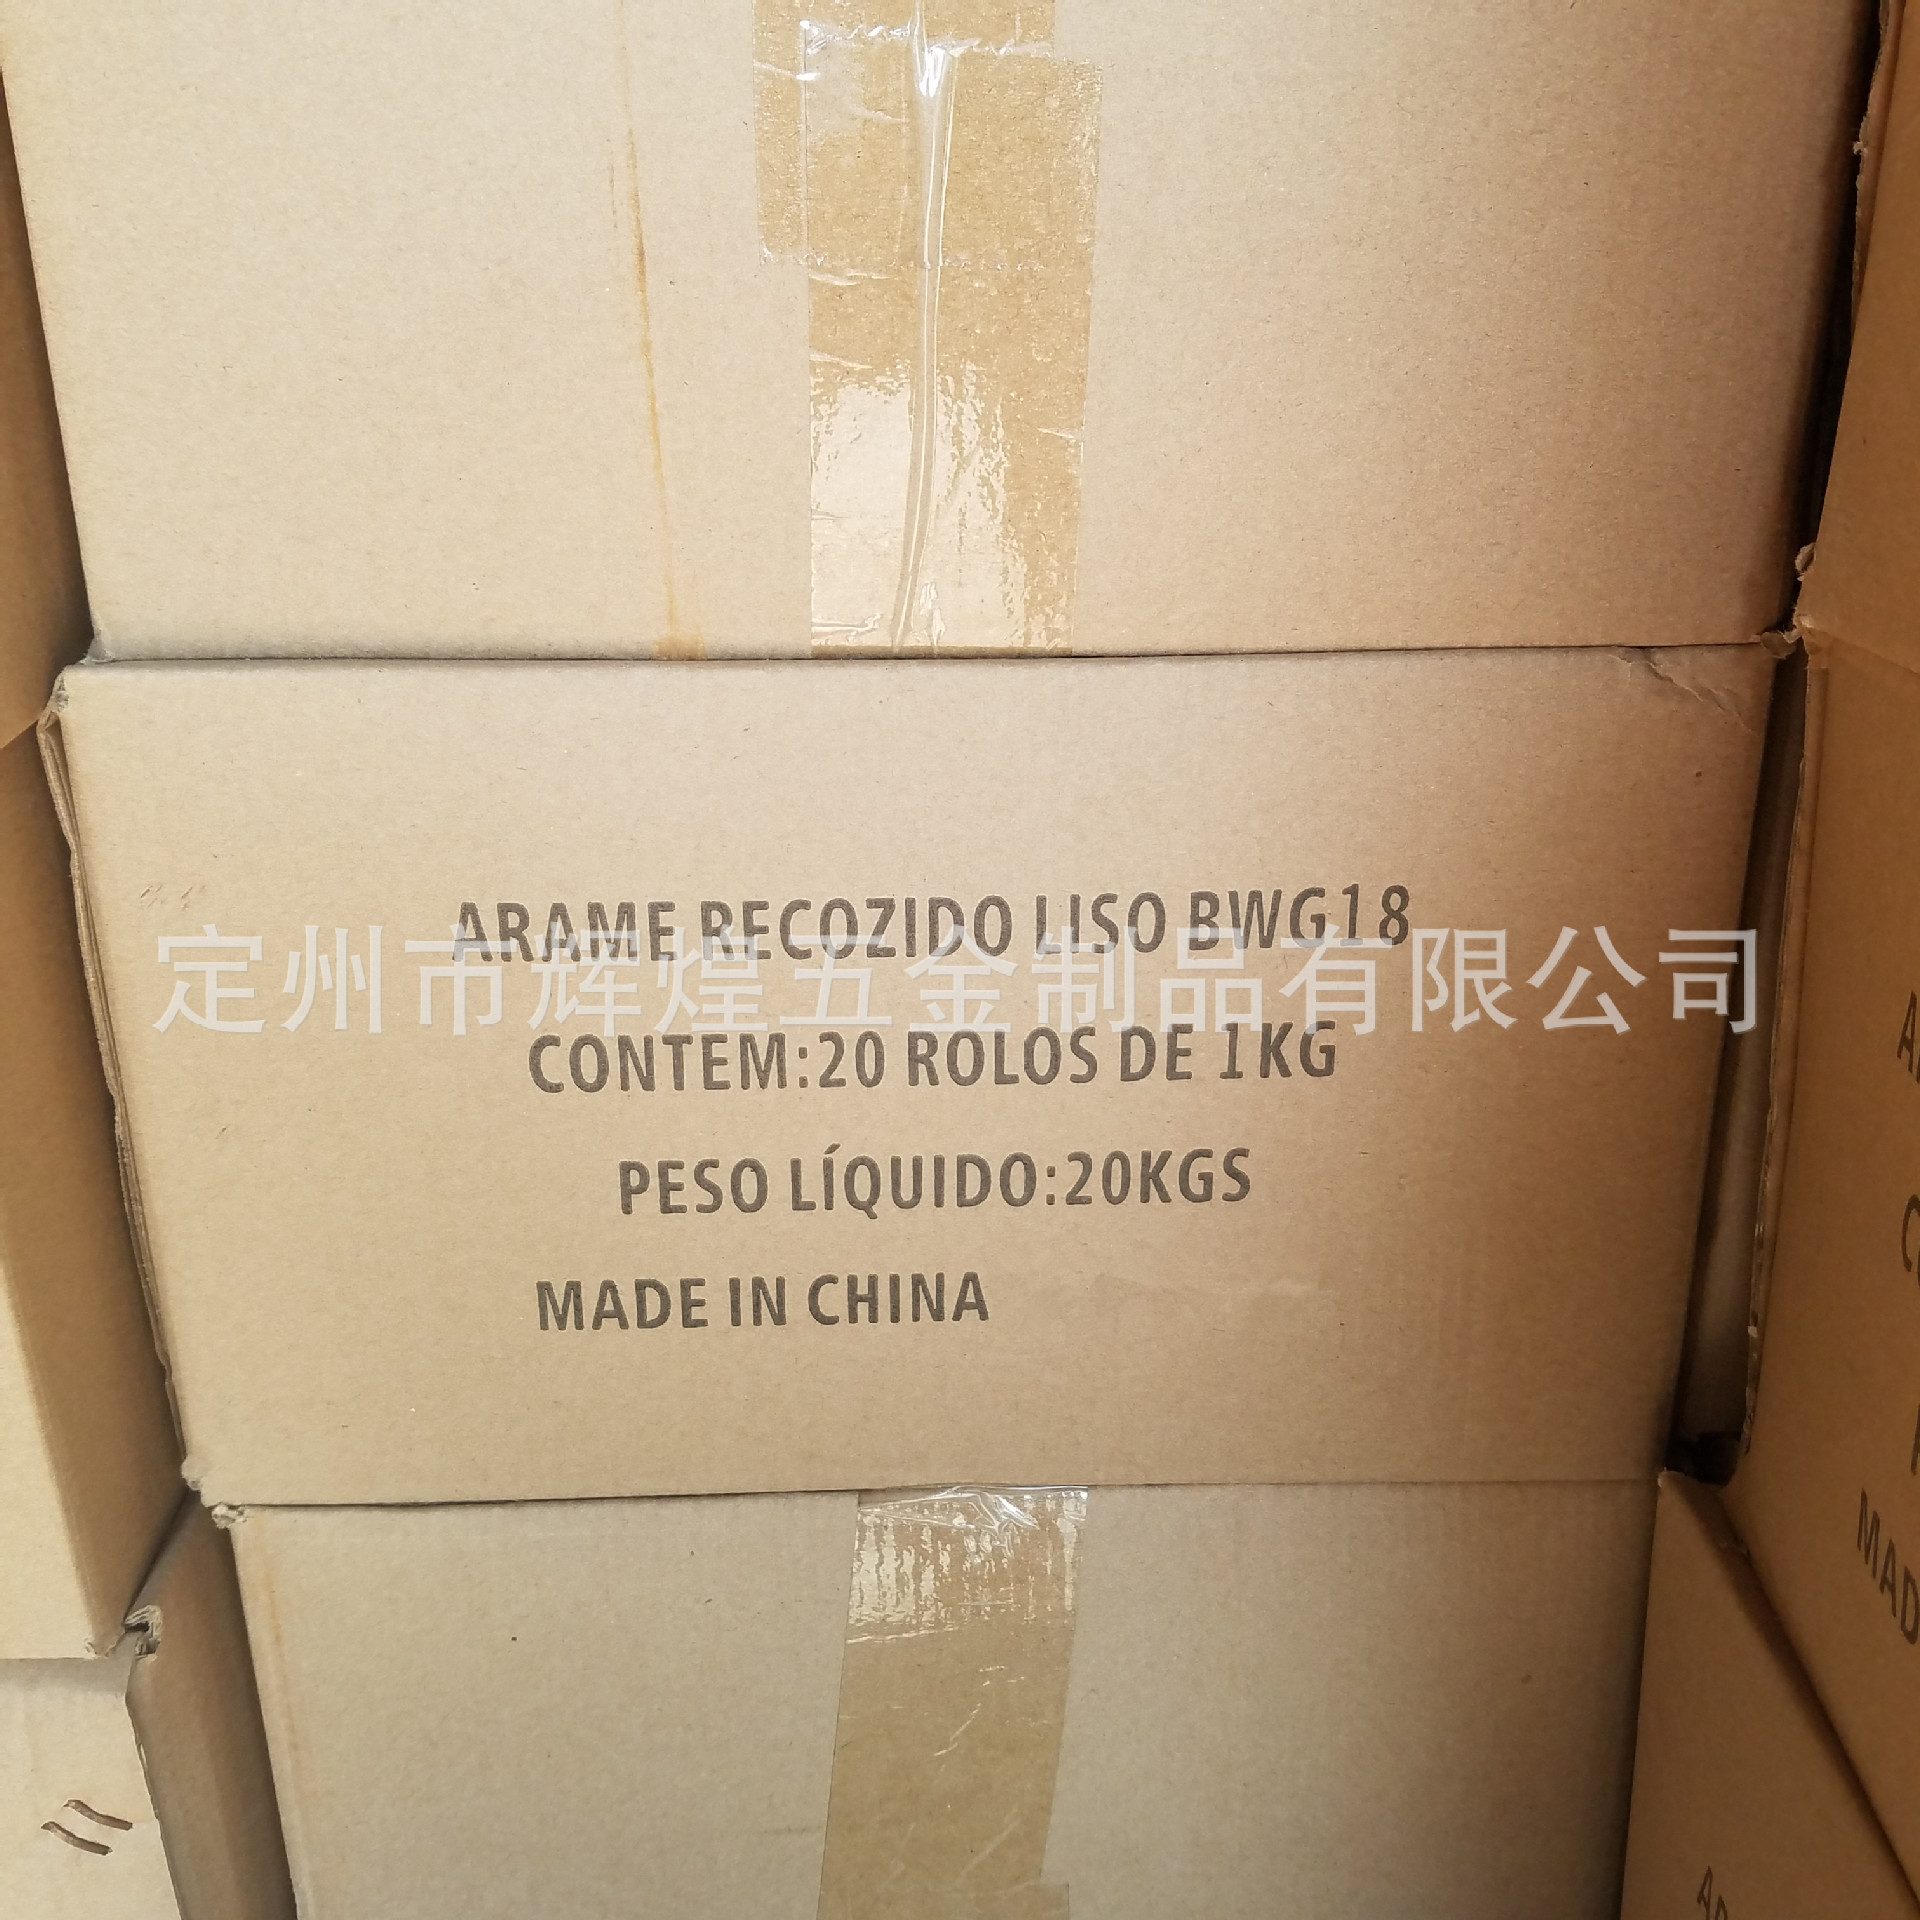 ARAME RECOZIDO LISO BWG18
定州市辉煌五金制品有限公司
CONTEM:20 ROLOS DE 1KG
PESO LÍQUIDO:20KGS
MADE IN CHINA
MAD